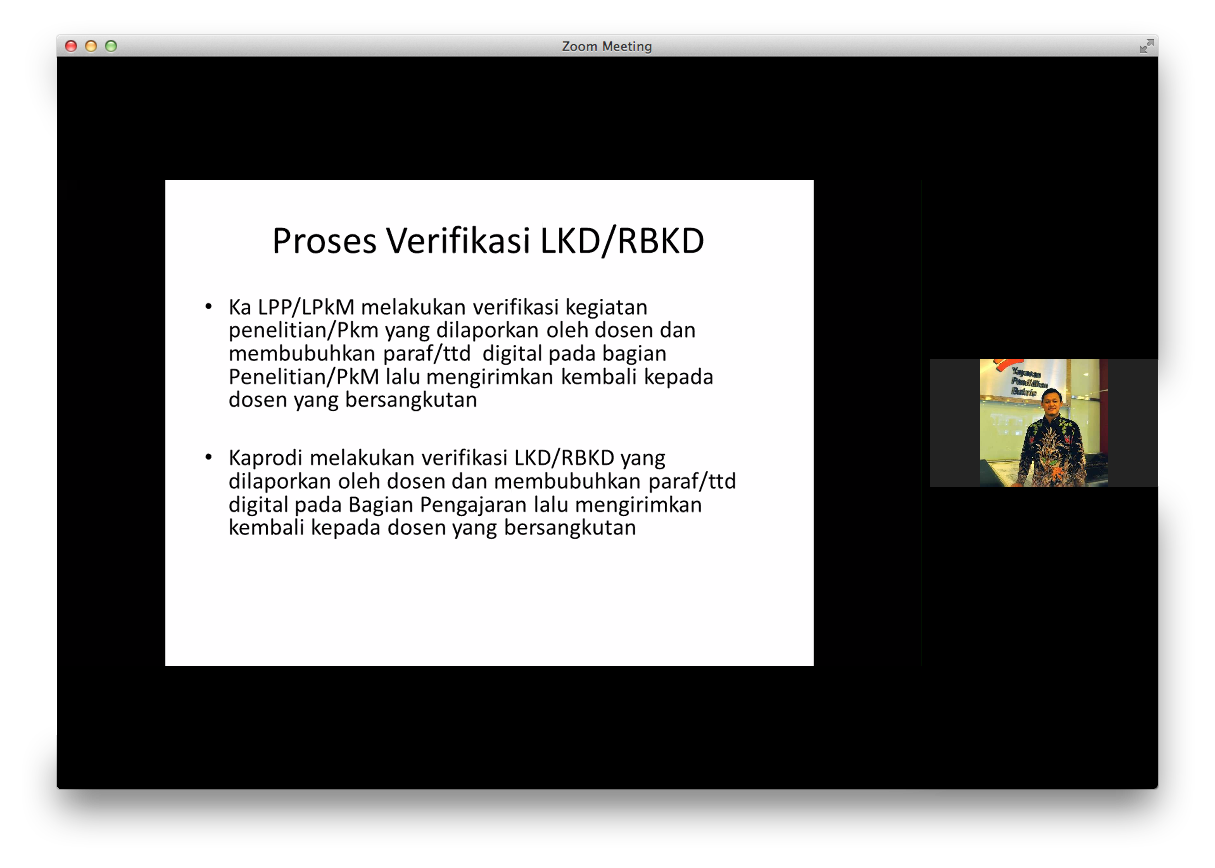 Zoom Meeting
Proses Verifikasi LKD/RBKD
• Ka LPP/LPkM melakukan verifikasi kegiatan
penelitian/Pkm yang dilaporkan oleh dosen dan
membubuhkan paraf/ttd  digital pada bagian
Penelitian/PkM lalu mengirimkan kembali kepada
dosen yang bersangkutan
• Kaprodi melakukan verifikasi LKD/RBKD yang
dilaporkan oleh dosen dan membubuhkan paraf/ttd
digital pada Bagian Pengajaran lalu mengirimkan
kembali kepada dosen yang bersangkutan
Yayasan
Pendidikan
Bakrie